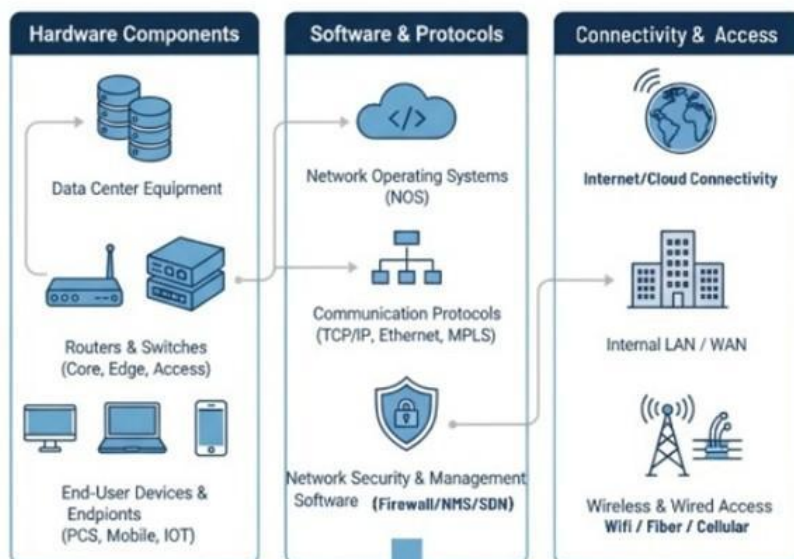 Hardware Components
Data Center Equipment
Routers & Switches
(Core, Edge, Access)
End-User Devices &
Endpionts
(PCS, Mobile, IOT)
Software & Protocols
</>
Network Operating Systems
(NOS)
Communication Protocols
(TCP/IP, Ethernet, MPLS)
Network Security & Management
Software (Firewall/NMS/SDN)
Connectivity & Access
Internet/Cloud Connectivity
Internal LAN / WAN
Wireless & Wired Access
Wifi / Fiber / Cellular